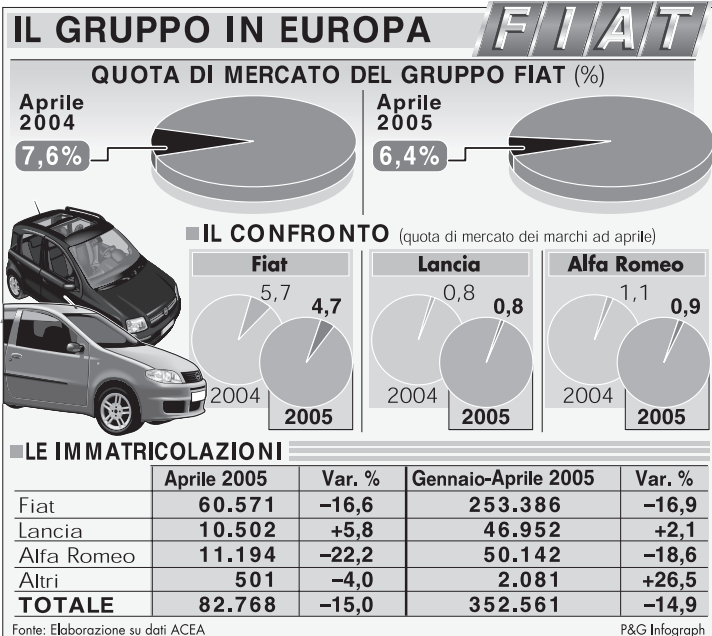 IL GRUPPO IN EUROPA
FIAT
QUOTA DI MERCATO DEL GRUPPO FIAT (%)
Aprile
2004
7,6%
Aprile
2005
6,4%
IL CONFRONTO (quota di mercato dei marchi ad aprile)
Fiat
5,7
4,7
2004
2005
Lancia
0,8
0,8
2004
2005
Alfa Romeo
1,1
0,9
2004
2005
LE IMMATRICOLAZIONI
Aprile 2005 Var. % Gennaio-Aprile 2005 Var. %
Fiat 60.571 –16,6 253.386 –16,9
Lancia 10.502 +5,8 46.952 +2,1
Alfa Romeo 11.194 –22,2 50.142 –18,6
Altri 501 –4,0 2.081 +26,5
TOTALE 82.768 –15,0 352.561 –14,9
Fonte: Elaborazione su dati ACEA P&G Infograph